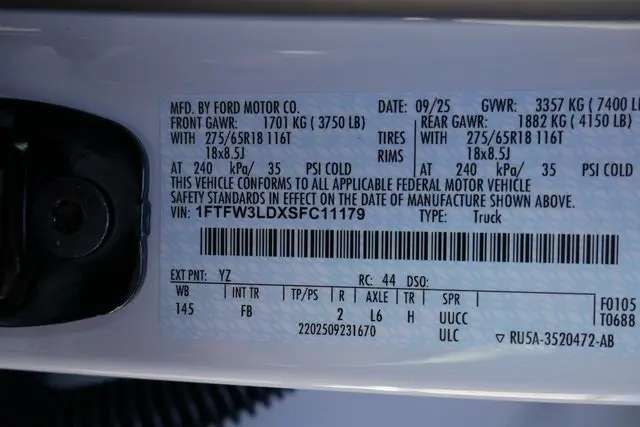 MFD. BY FORD MOTOR CO. DATE: 09/25 GVWR: 3357 KG ( 7400 L
FRONT GAWR: 1701 KG ( 3750 LB) REAR GAWR: 1882 KG ( 4150 LB)
WITH 275/65R18 116T TIRES WITH 275/65R18 116T
18x8.5J RIMS 18x8.5J
AT 240 kPa/ 35 PSI COLD AT 240 kPa/ 35 PSI COLD
THIS VEHICLE CONFORMS TO ALL APPLICABLE FEDERAL MOTOR VEHICLE
SAFETY STANDARDS IN EFFECT ON THE DATE OF MANUFACTURE SHOWN ABOVE.
VIN: 1FTFW3LDXSFC11179 TYPE: Truck
EXT PNT: YZ RC: 44 DSO:
WB INT TR TP/PS R AXLE TR SPR F0105
145 FB 2 L6 H UUCC T0688
2202509231670 ULC ▽ RU5A-3520472-AB